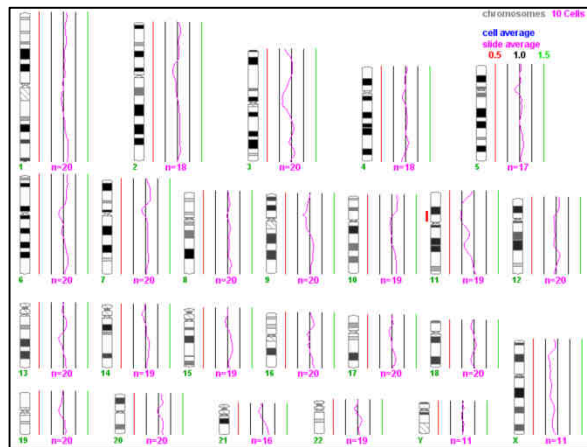 chromosomes 10 Cells
cell average
slide average
0.5 1.0 1.5
1 n=20
2 n=18
3 n=20
4 n=18
5 n=17
6 n=20
7 n=20
8 n=20
9 n=20
10 n=19
11 n=19
12 n=20
13 n=20
14 n=19
15 n=19
16 n=20
17 n=20
18 n=20
19 n=20
20 n=20
21 n=16
22 n=19
Y n=11
X n=11